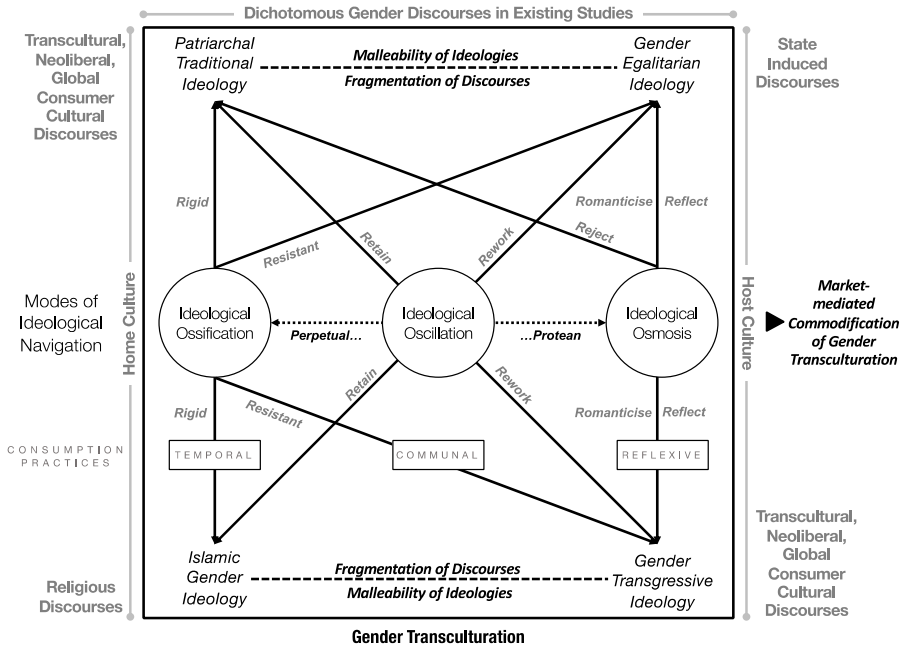 Dichotomous Gender Discourses in Existing Studies
Transcultural,
Neoliberal,
Global
Consumer
Cultural
Discourses
Patriarchal
Traditional
Ideology
Malleability of Ideologies
Fragmentation of Discourses
Gender
Egalitarian
Ideology
State
Induced
Discourses
Rigid
Resistant
Retain
Rework
Romanticise
Reflect
Reject
Modes of
Ideological
Navigation
Home Culture
Ideological
Ossification
Perpetual...
Ideological
Oscillation
...Protean
Ideological
Osmosis
Host Culture
Market-
mediated
Commodification
of Gender
Transculturation
Rigid
Resistant
Retain
Rework
Romanticise
Reflect
CONSUMPTION
PRACTICES
TEMPORAL
COMMUNAL
REFLEXIVE
Religious
Discourses
Islamic
Gender
Ideology
Fragmentation of Discourses
Malleability of Ideologies
Gender
Transgressive
Ideology
Transcultural,
Neoliberal,
Global
Consumer
Cultural
Discourses
Gender Transculturation